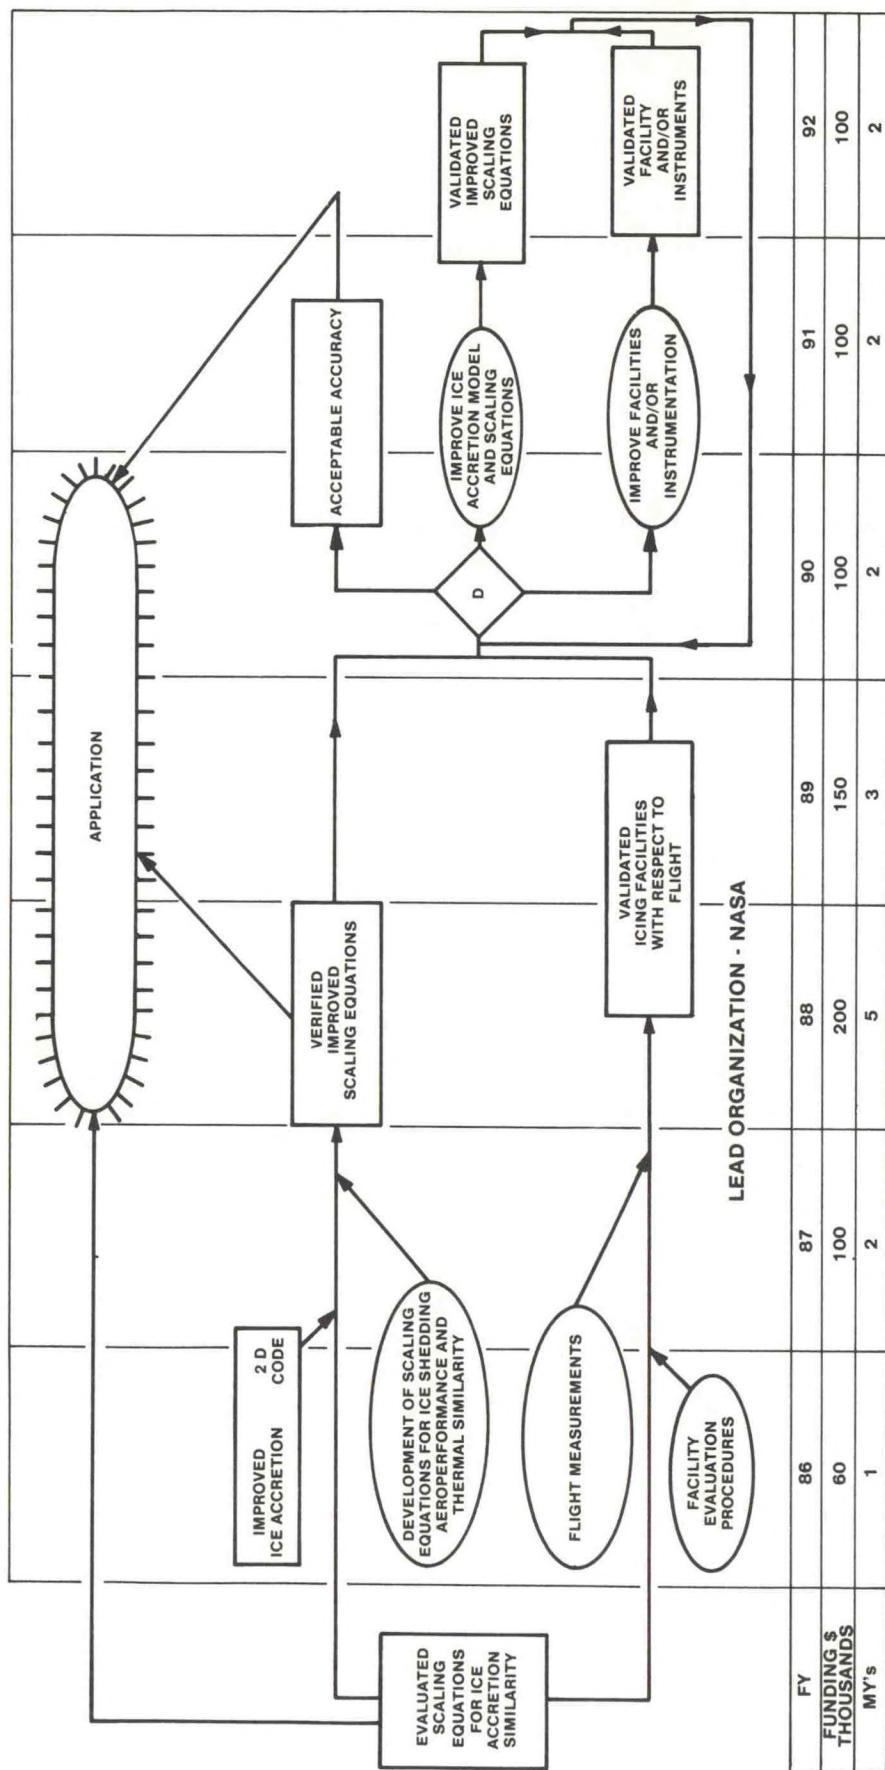 APPLICATION
EVALUATED
SCALING
EQUATIONS
FOR ICE
ACCRETION
SIMILARITY
IMPROVED 2 D
ICE ACCRETION CODE
DEVELOPMENT OF SCALING
EQUATIONS FOR ICE SHEDDING
AEROPERFORMANCE AND
THERMAL SIMILARITY
FLIGHT MEASUREMENTS
FACILITY
EVALUATION
PROCEDURES
VERIFIED
IMPROVED
SCALING EQUATIONS
VALIDATED
ICING FACILITIES
WITH RESPECT TO
FLIGHT
D
ACCEPTABLE ACCURACY
IMPROVE ICE
ACCRETION MODEL
AND SCALING
EQUATIONS
IMPROVE FACILITIES
AND/OR
INSTRUMENTATION
VALIDATED
IMPROVED
SCALING
EQUATIONS
VALIDATED
FACILITY
AND/OR
INSTRUMENTS
LEAD ORGANIZATION - NASA
FY 86 87 88 89 90 91 92
FUNDING $
THOUSANDS 60 100 200 150 100 100 100
MY's 1 2 5 3 2 2 2